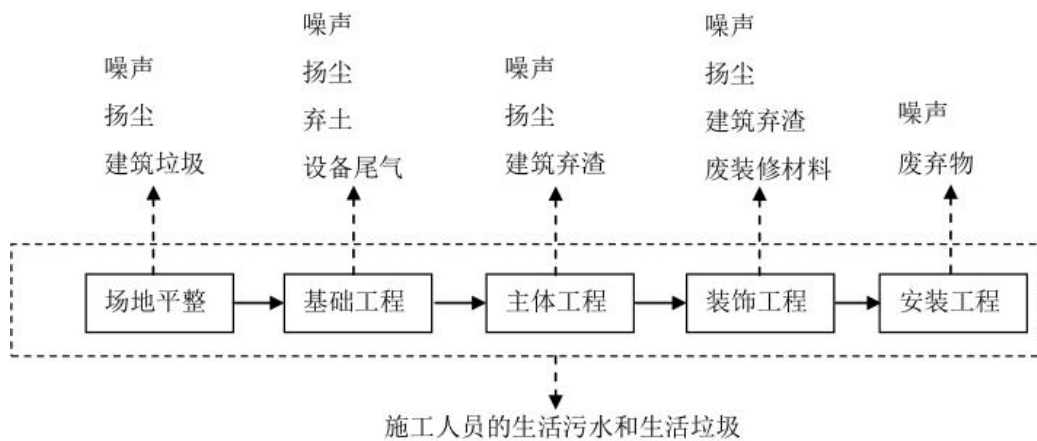 噪声
扬尘
建筑垃圾
噪声
扬尘
弃土
设备尾气
噪声
扬尘
建筑弃渣
噪声
扬尘
建筑弃渣
废装修材料
噪声
废弃物
场地平整
基础工程
主体工程
装饰工程
安装工程
施工人员的生活污水和生活垃圾